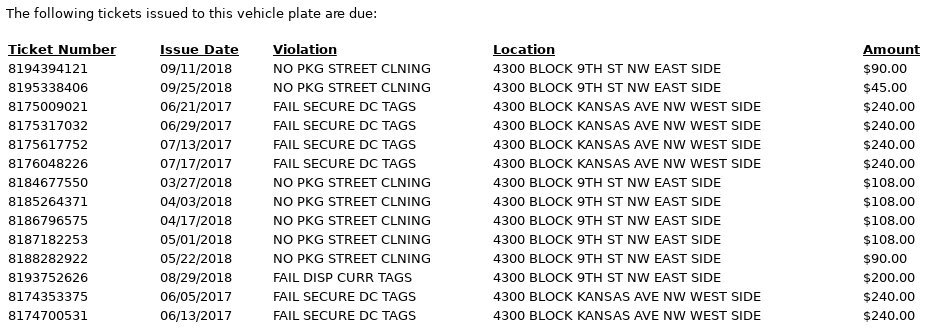 The following tickets issued to this vehicle plate are due:
Ticket Number Issue Date Violation Location Amount
8194394121 09/11/2018 NO PKG STREET CLNING 4300 BLOCK 9TH ST NW EAST SIDE $90.00
8195338406 09/25/2018 NO PKG STREET CLNING 4300 BLOCK 9TH ST NW EAST SIDE $45.00
8175009021 06/21/2017 FAIL SECURE DC TAGS 4300 BLOCK KANSAS AVE NW WEST SIDE $240.00
8175317032 06/29/2017 FAIL SECURE DC TAGS 4300 BLOCK KANSAS AVE NW WEST SIDE $240.00
8175617752 07/13/2017 FAIL SECURE DC TAGS 4300 BLOCK KANSAS AVE NW WEST SIDE $240.00
8176048226 07/17/2017 FAIL SECURE DC TAGS 4300 BLOCK KANSAS AVE NW WEST SIDE $240.00
8184677550 03/27/2018 NO PKG STREET CLNING 4300 BLOCK 9TH ST NW EAST SIDE $108.00
8185264371 04/03/2018 NO PKG STREET CLNING 4300 BLOCK 9TH ST NW EAST SIDE $108.00
8186796575 04/17/2018 NO PKG STREET CLNING 4300 BLOCK 9TH ST NW EAST SIDE $108.00
8187182253 05/01/2018 NO PKG STREET CLNING 4300 BLOCK 9TH ST NW EAST SIDE $108.00
8188282922 05/22/2018 NO PKG STREET CLNING 4300 BLOCK 9TH ST NW EAST SIDE $90.00
8193752626 08/29/2018 FAIL DISP CURR TAGS 4300 BLOCK 9TH ST NW EAST SIDE $200.00
8174353375 06/05/2017 FAIL SECURE DC TAGS 4300 BLOCK KANSAS AVE NW WEST SIDE $240.00
8174700531 06/13/2017 FAIL SECURE DC TAGS 4300 BLOCK KANSAS AVE NW WEST SIDE $240.00